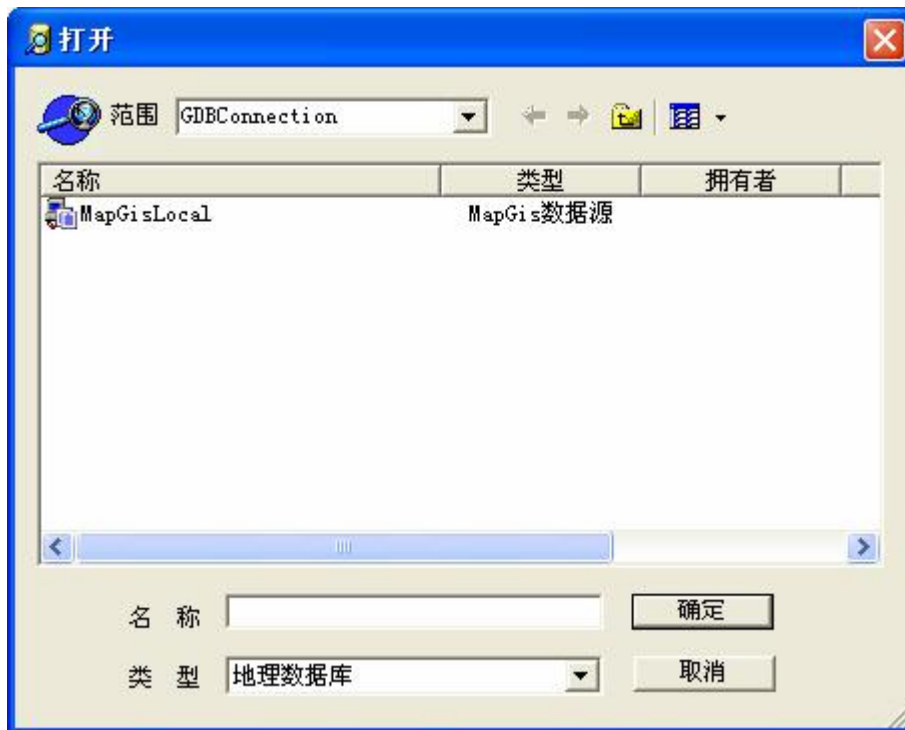 打开
范围 GDBConnection
名称 类型 拥有者
MapGisLocal MapGis数据源
名 称 确定
类 型 地理数据库 取消